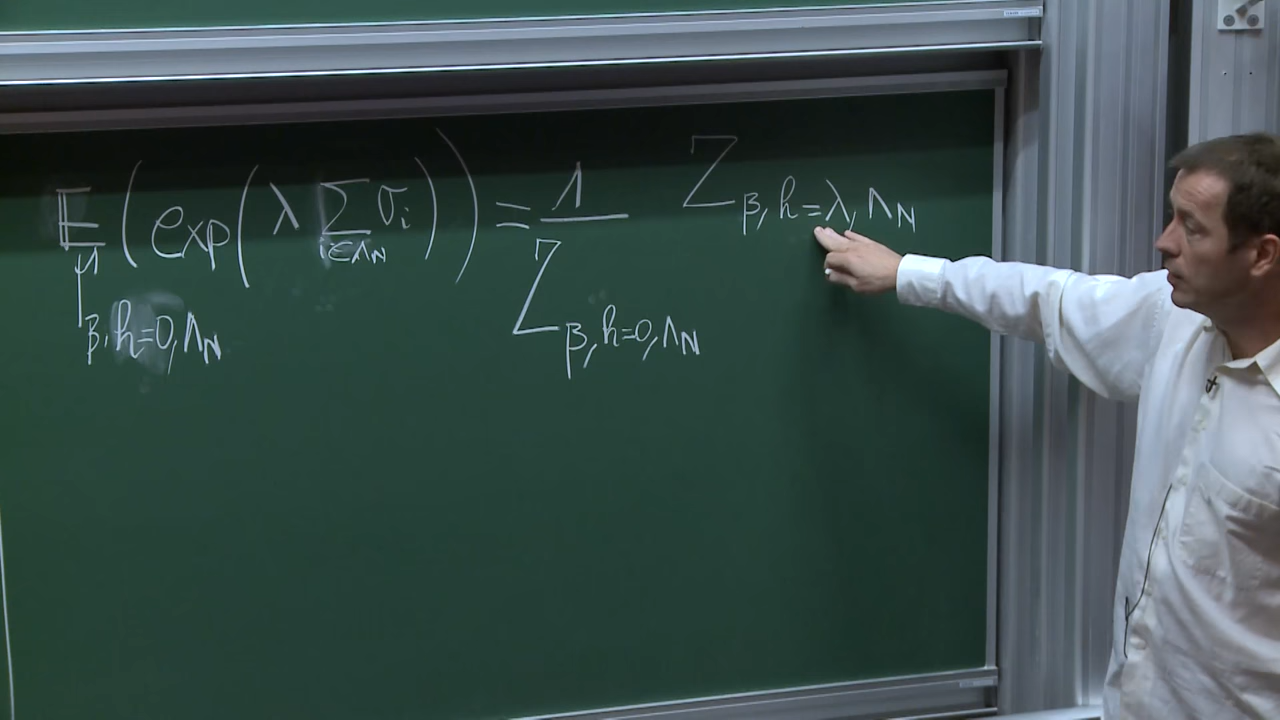 𝔼_{μ_{β, h=0, Λ_N}} ( exp( λ ∑_{i∈Λ_N} σ_i ) ) = 1 / Z_{β, h=0, Λ_N} Z_{β, h=λ, Λ_N}